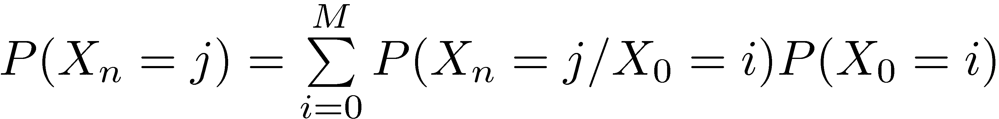 P(X_n = j) = \sum_{i=0}^{M} P(X_n = j/X_0 = i)P(X_0 = i)